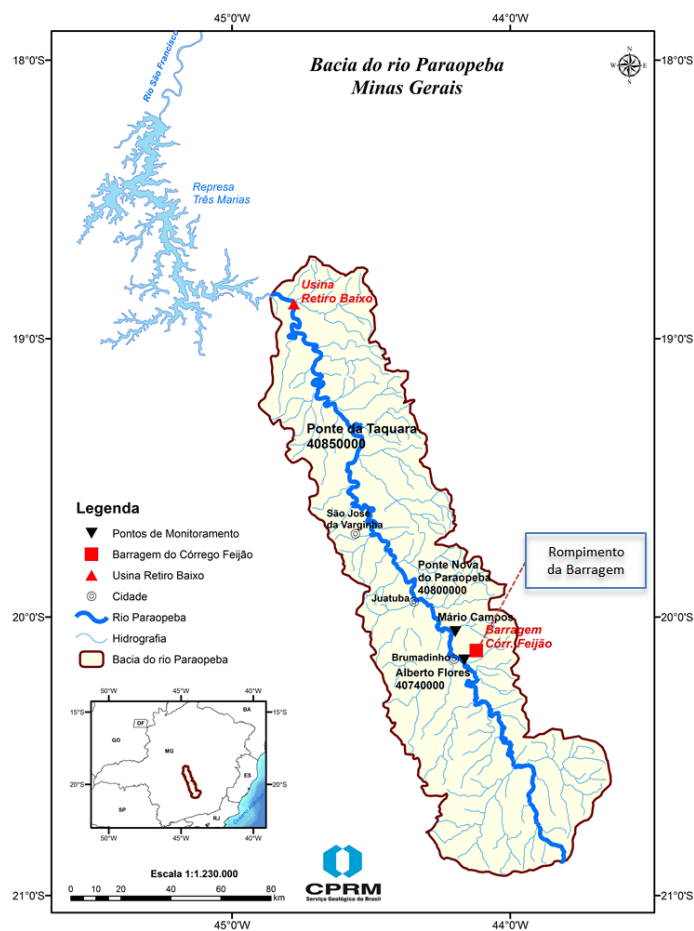 45°O
44°O
18°0'S
18°0'S
Bacia do rio Paraopeba
Minas Gerais
N
W
E
S
Rio São Francisco
Represa
Três Marias
Usina
Retiro Baixo
19°0'S
19°0'S
Ponte da Taquara
40850000
São José
da Varginha
Legenda
Pontos de Monitoramento
Barragem do Córrego Feijão
Usina Retiro Baixo
Cidade
Rio Paraopeba
Hidrografia
Bacia do rio Paraopeba
Rompimento
da Barragem
Ponte Nova
do Paraopeba
40800000
Juatuba
20°0'S
20°0'S
Mário Campos
Barragem
Córr. Feijão
Brumadinho
Alberto Flores
40740000
50°O
45°O
40°O
15°S
15°S
BA
DF
GO
MG
20°S
20°S
ES
SP
RJ
50°O
45°O
40°O
Escala 1:1.230.000
0 10 20 40 60 80
km
CPRM
Serviço Geológico do Brasil
21°0'S
21°0'S
45°O
44°O